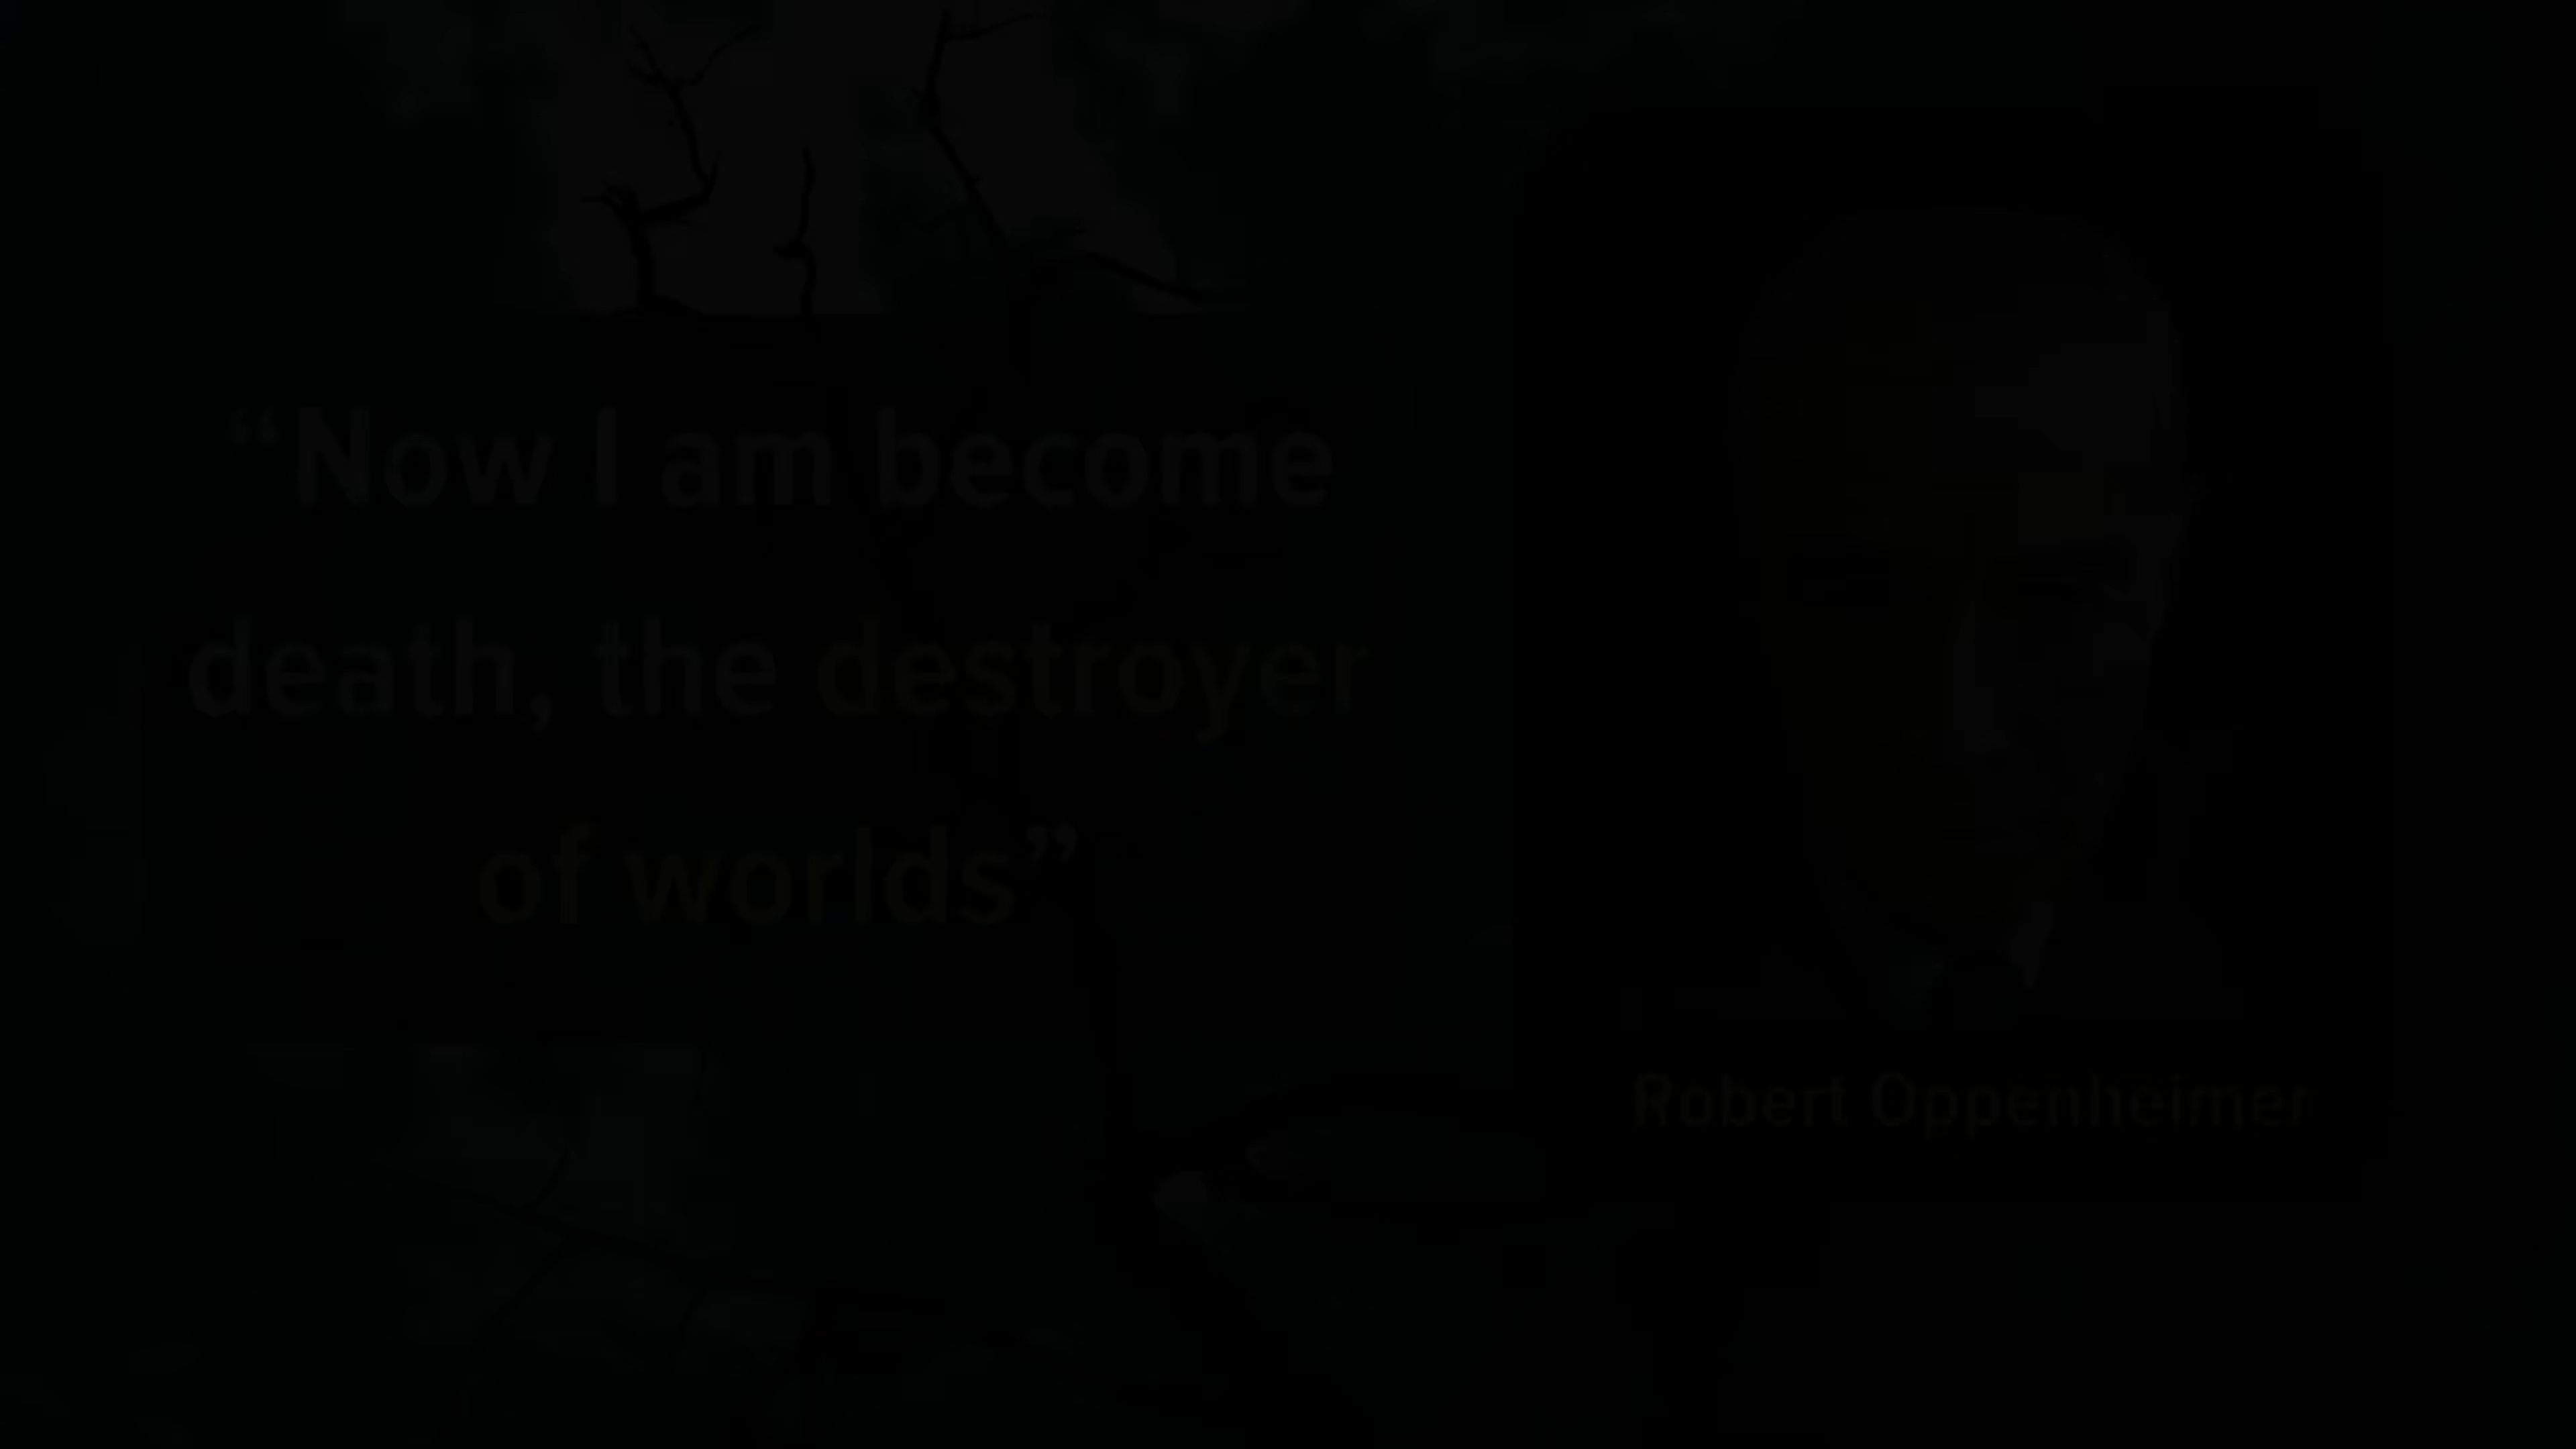 “Now I am become
death, the destroyer
of worlds”
Robert Oppenheimer